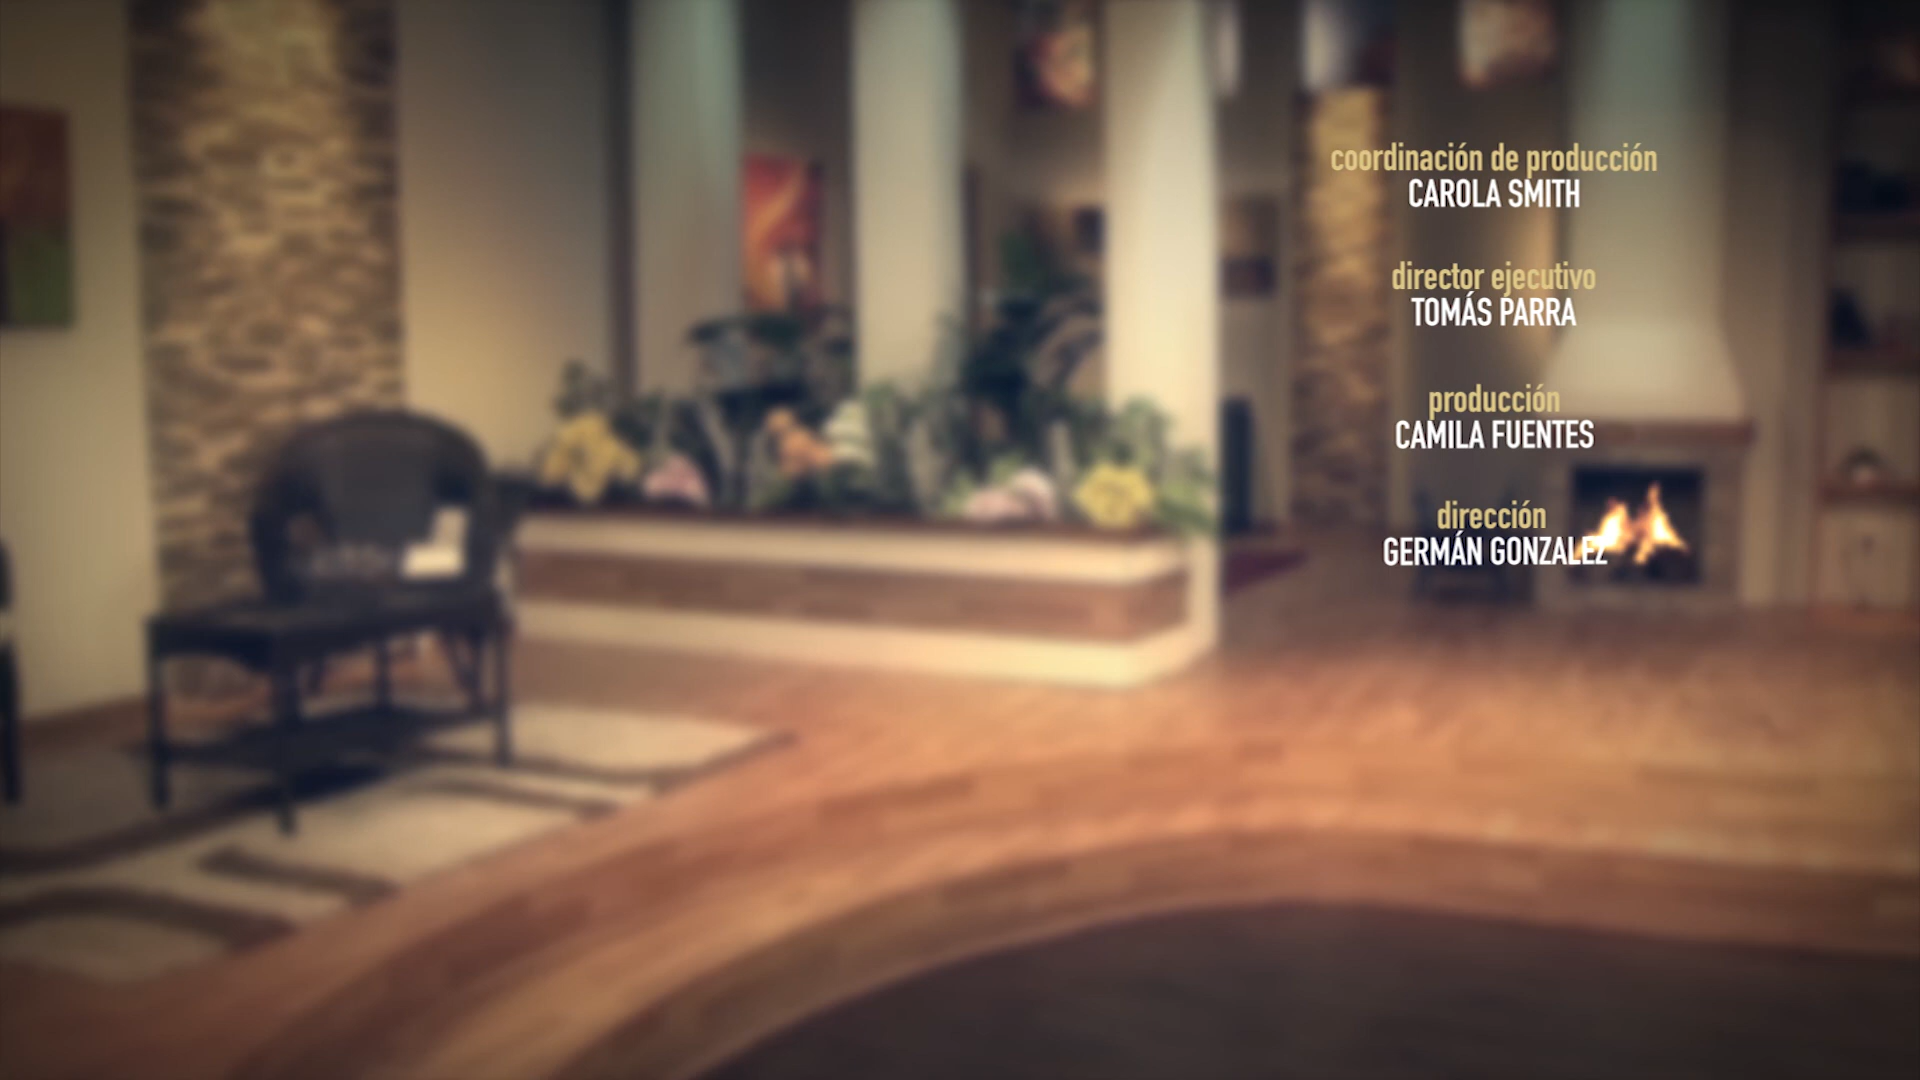 coordinación de producción
CAROLA SMITH
director ejecutivo
TOMÁS PARRA
producción
CAMILA FUENTES
dirección
GERMÁN GONZALEZ